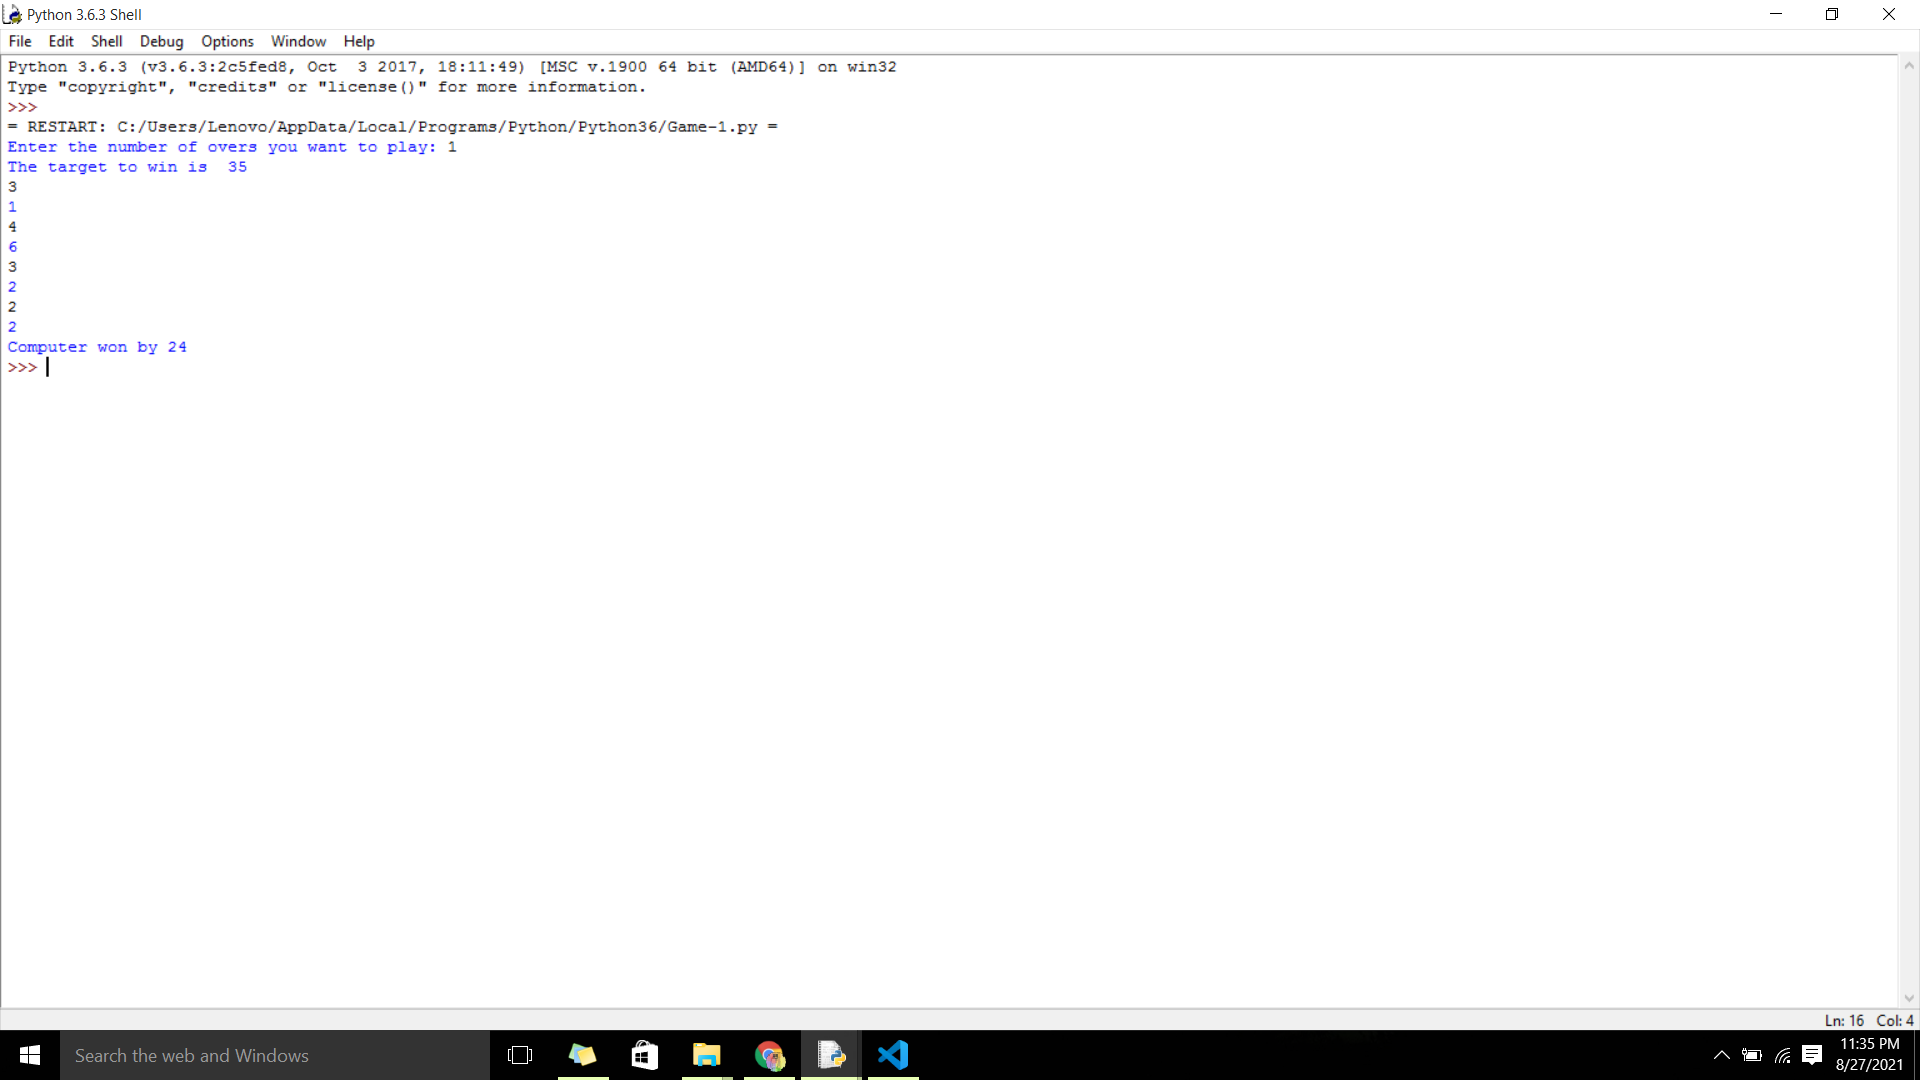 Python 3.6.3 Shell
File Edit Shell Debug Options Window Help
Python 3.6.3 (v3.6.3:2c5fed8, Oct  3 2017, 18:11:49) [MSC v.1900 64 bit (AMD64)] on win32
Type "copyright", "credits" or "license()" for more information.
>>>
= RESTART: C:/Users/Lenovo/AppData/Local/Programs/Python/Python36/Game-1.py =
Enter the number of overs you want to play: 1
The target to win is  35
3
1
4
6
3
2
2
2
Computer won by 24
>>>
Ln: 16 Col: 4
Search the web and Windows
11:35 PM
8/27/2021